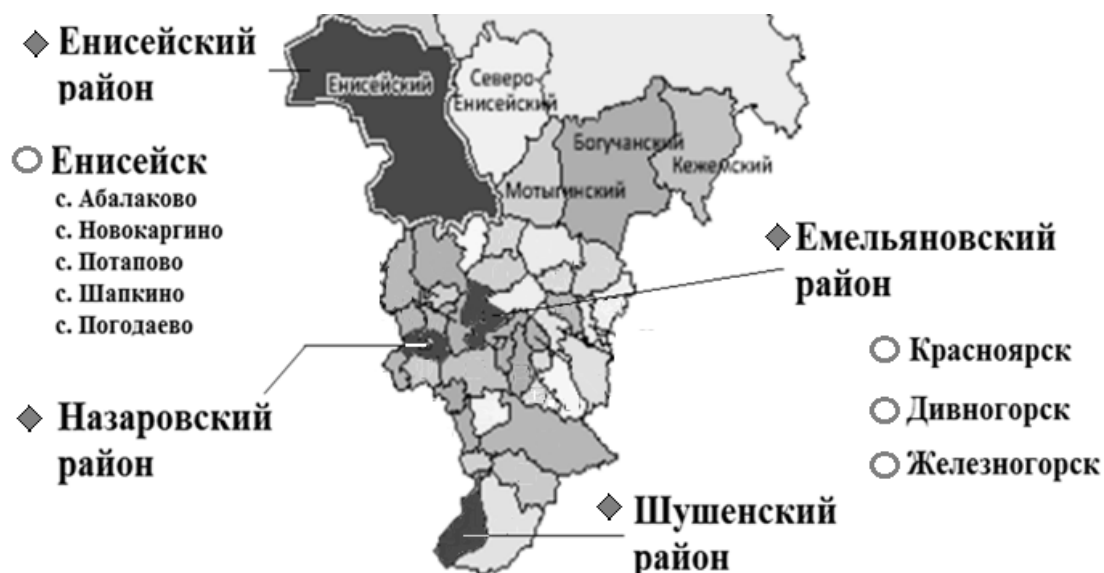 Енисейский
район
Енисейский
Северо-
Енисейский
Богучанский
Кежемский
Мотыгинский
Енисейск
с. Абалаково
с. Новокаргино
с. Потапово
с. Шапкино
с. Погодаево
Емельяновский
район
Красноярск
Дивногорск
Железногорск
Назаровский
район
Шушенский
район